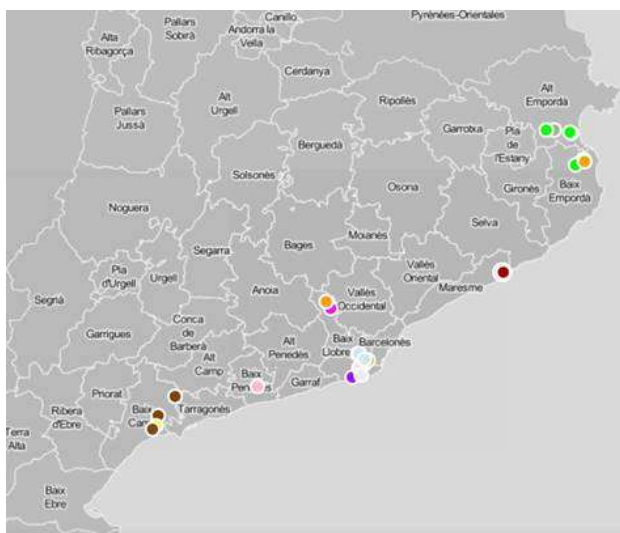 Pyrénées-Orientales
Canillo
Andorra la
Vella
Pallars
Sobirà
Alta
Ribagorça
Cerdanya
Alt
Urgell
Ripollès
Alt
Empordà
Pallars
Jussà
Berguedà
Garrotxa
Pla
de
l'Estany
Solsonès
Osona
Gironès
Baix
Empordà
Noguera
Selva
Moianès
Bages
Segarra
Pla
d'Urgell
Urgell
Vallès
Oriental
Maresme
Segrià
Anoia
Vallès
Occidental
Garrigues
Conca
de
Barberà
Alt
Penedès
Baix
Llobre
Barcelonès
Alt
Camp
Priorat
Baix
Garraf
Tarragonès
Ribera
d'Ebre
Baix
Terra
Alta
Baix
Ebre